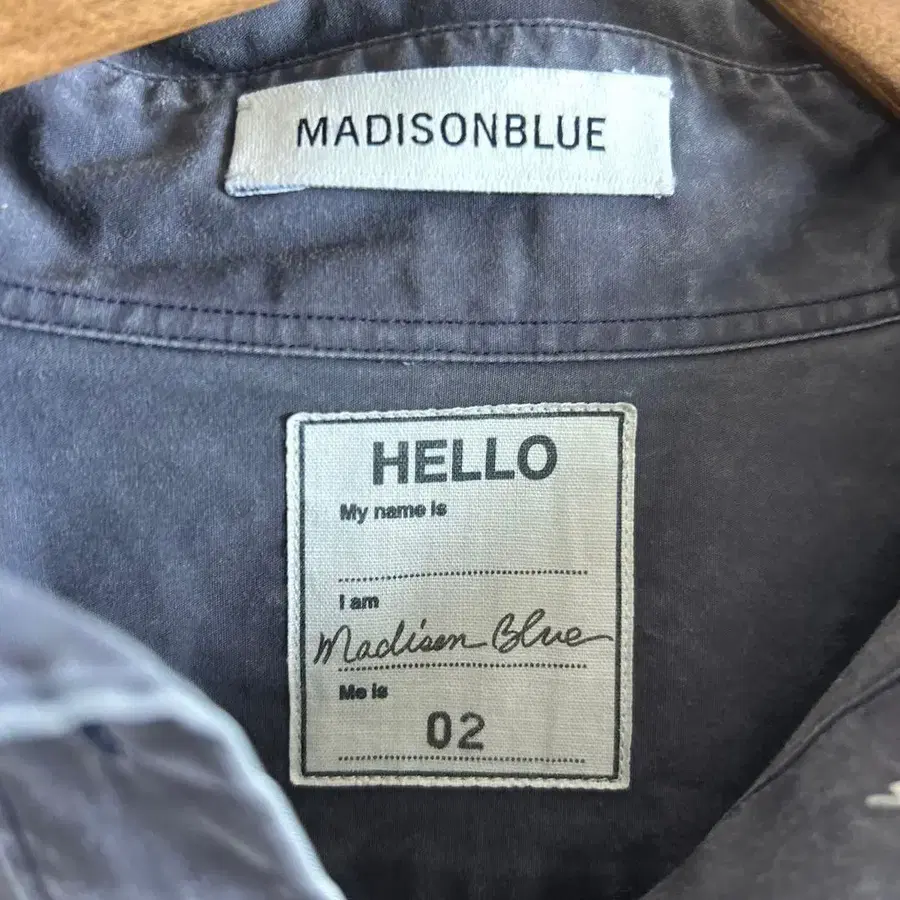 MADISONBLUE
HELLO
My name is
I am
Madison Blue
Me is
02